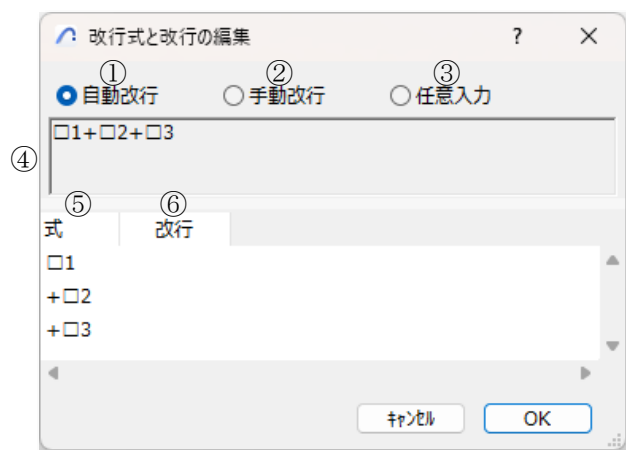 改行式と改行の編集 ? ×
① ② ③
自動改行 手動改行 任意入力
④ □1+□2+□3
⑤ ⑥
式 改行
□1
+□2
+□3
ｷｬﾝｾﾙ OK